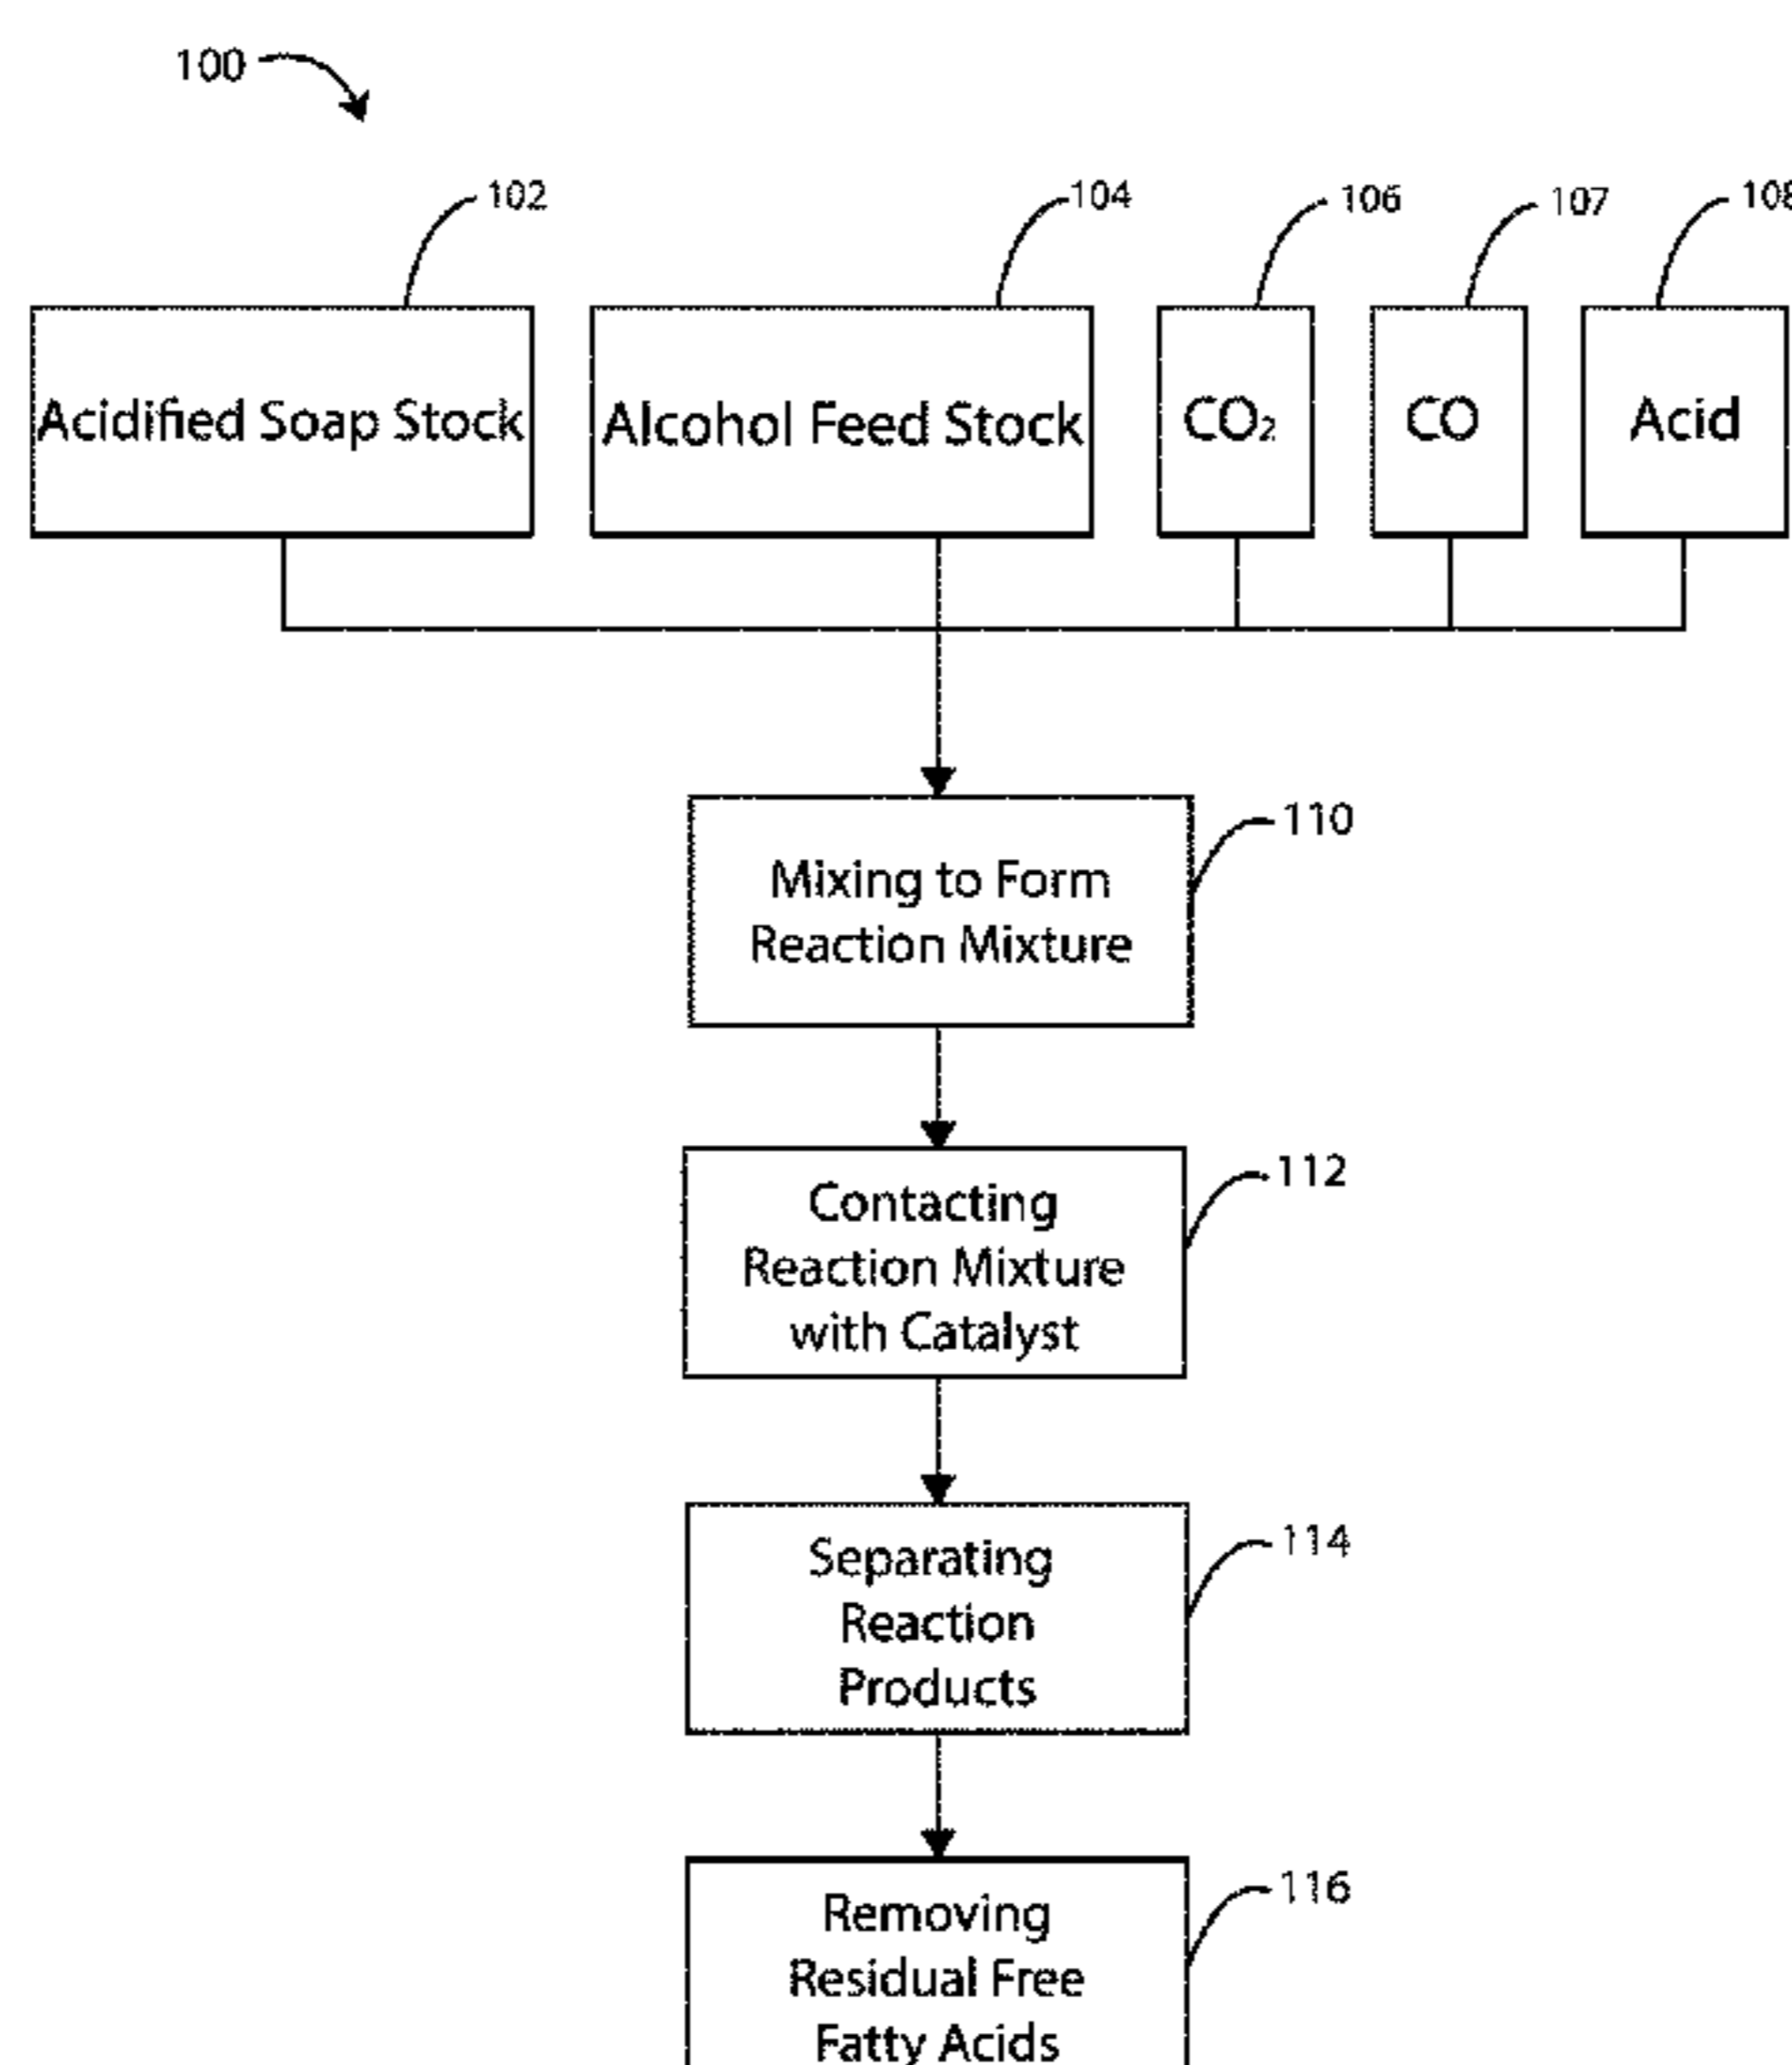 100
102
104
106
107
108
Acidified Soap Stock
Alcohol Feed Stock
CO₂
CO
Acid
110
Mixing to Form
Reaction Mixture
112
Contacting
Reaction Mixture
with Catalyst
114
Separating
Reaction
Products
116
Removing
Residual Free
Fatty Acids